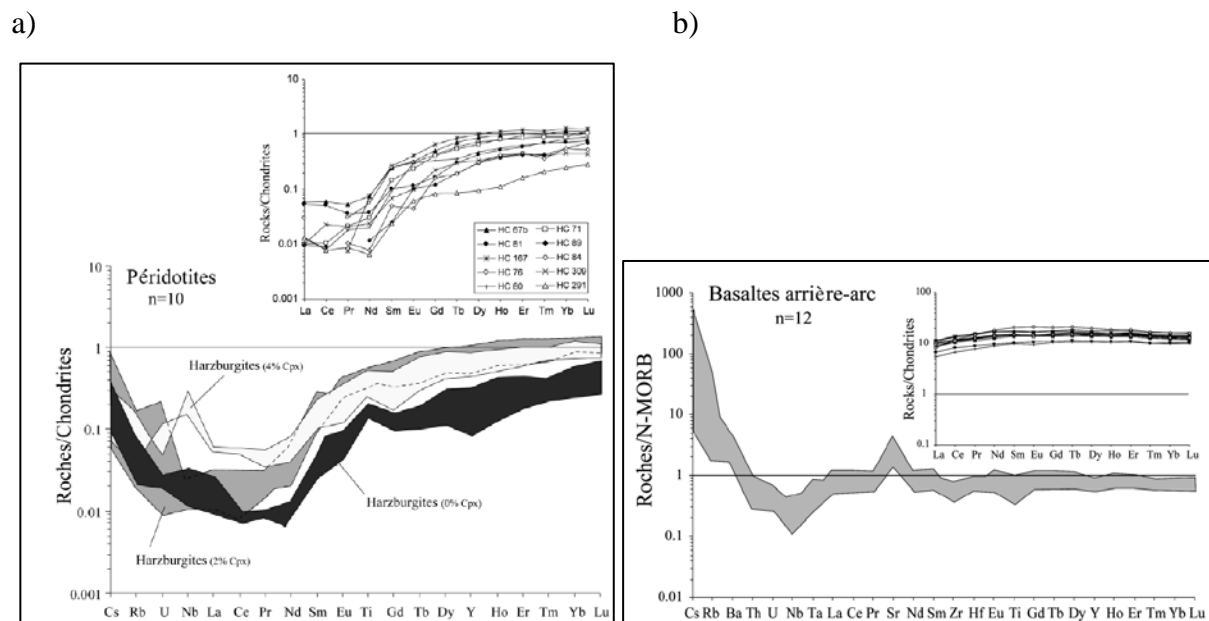 a)
b)
10
1
0.1
0.01
0.001
Rocks/Chondrites
HC 67b HC 71
HC 81 HC 89
HC 167 HC 84
HC 76 HC 309
HC 80 HC 291
La Ce Pr Nd Sm Eu Gd Tb Dy Ho Er Tm Yb Lu
10
1
0.1
0.01
0.001
Roches/Chondrites
Péridotites
n=10
Harzburgites (4% Cpx)
Harzburgites (0% Cpx)
Harzburgites (2% Cpx)
Cs Rb U Nb La Ce Pr Nd Sm Eu Ti Gd Tb Dy Y Ho Er Tm Yb Lu
1000
100
10
1
0.1
0.01
Roches/N-MORB
Basaltes arrière-arc
n=12
100
10
1
0.1
Rocks/Chondrites
La Ce Pr Nd Sm Eu Gd Tb Dy Ho Er Tm Yb Lu
Cs Rb Ba Th U Nb Ta La Ce Pr Sr Nd Sm Zr Hf Eu Ti Gd Tb Dy Y Ho Er Tm Yb Lu